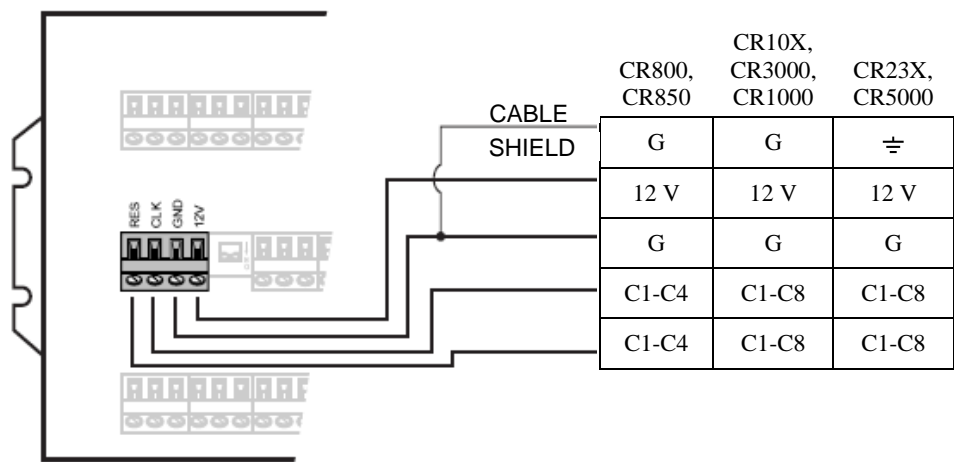 CR800,
CR850
CR10X,
CR3000,
CR1000
CR23X,
CR5000
CABLE
SHIELD
G G ⏚
12 V 12 V 12 V
G G G
C1-C4 C1-C8 C1-C8
C1-C4 C1-C8 C1-C8
RES
CLK
GND
12V